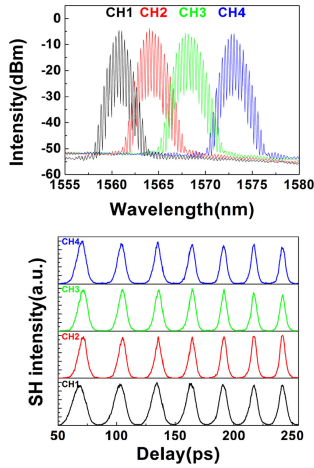 CH1 CH2 CH3 CH4
0
-10
-20
-30
-40
-50
-60
Intensity(dBm)
1555 1560 1565 1570 1575 1580
Wavelength(nm)
CH4
CH3
CH2
CH1
SH intensity(a.u.)
50 100 150 200 250
Delay(ps)